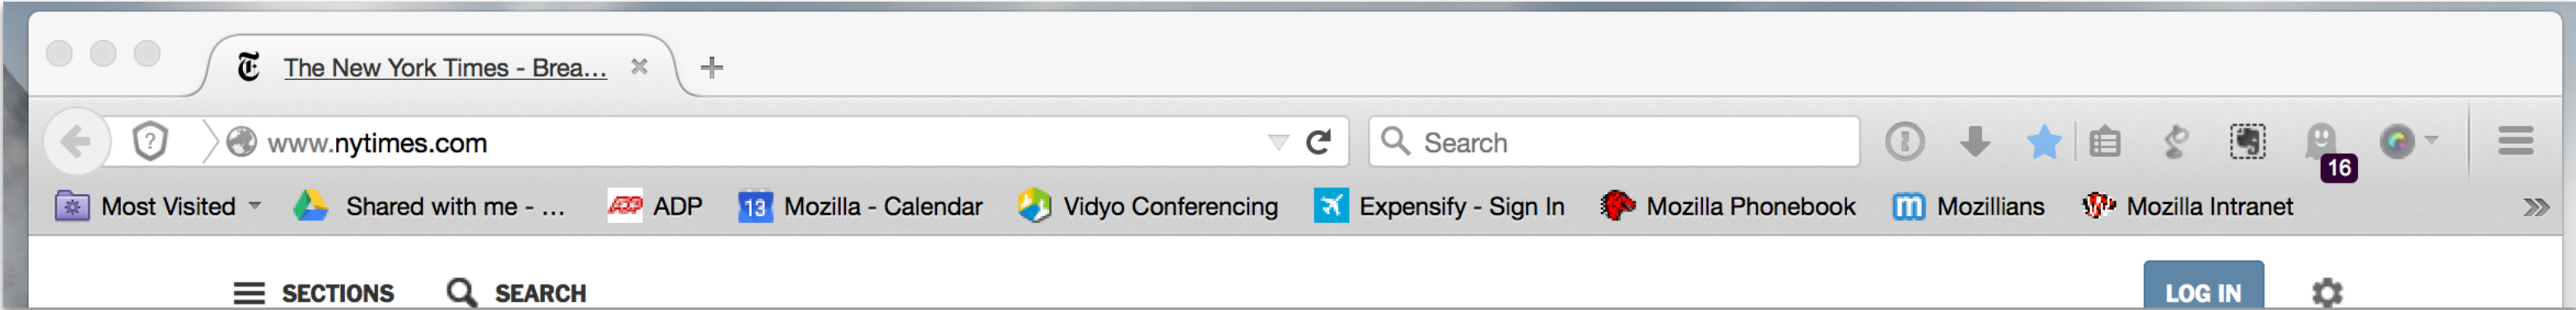 The New York Times - Brea...
www.nytimes.com Search 16
Most Visited Shared with me - ... ADP 13 Mozilla - Calendar Vidyo Conferencing Expensify - Sign In Mozilla Phonebook m Mozillians Mozilla Intranet
SECTIONS SEARCH LOG IN